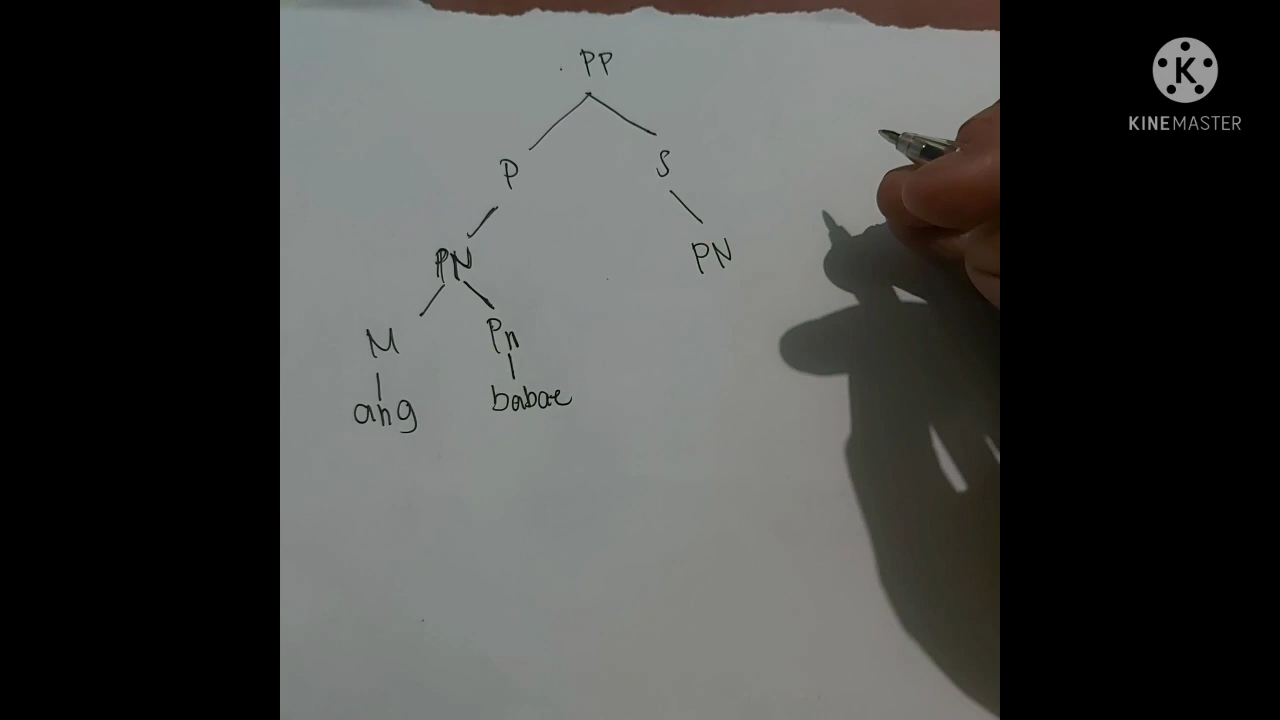 PP
P S
PN PN
M Pn
ang babae
K
KINEMASTER